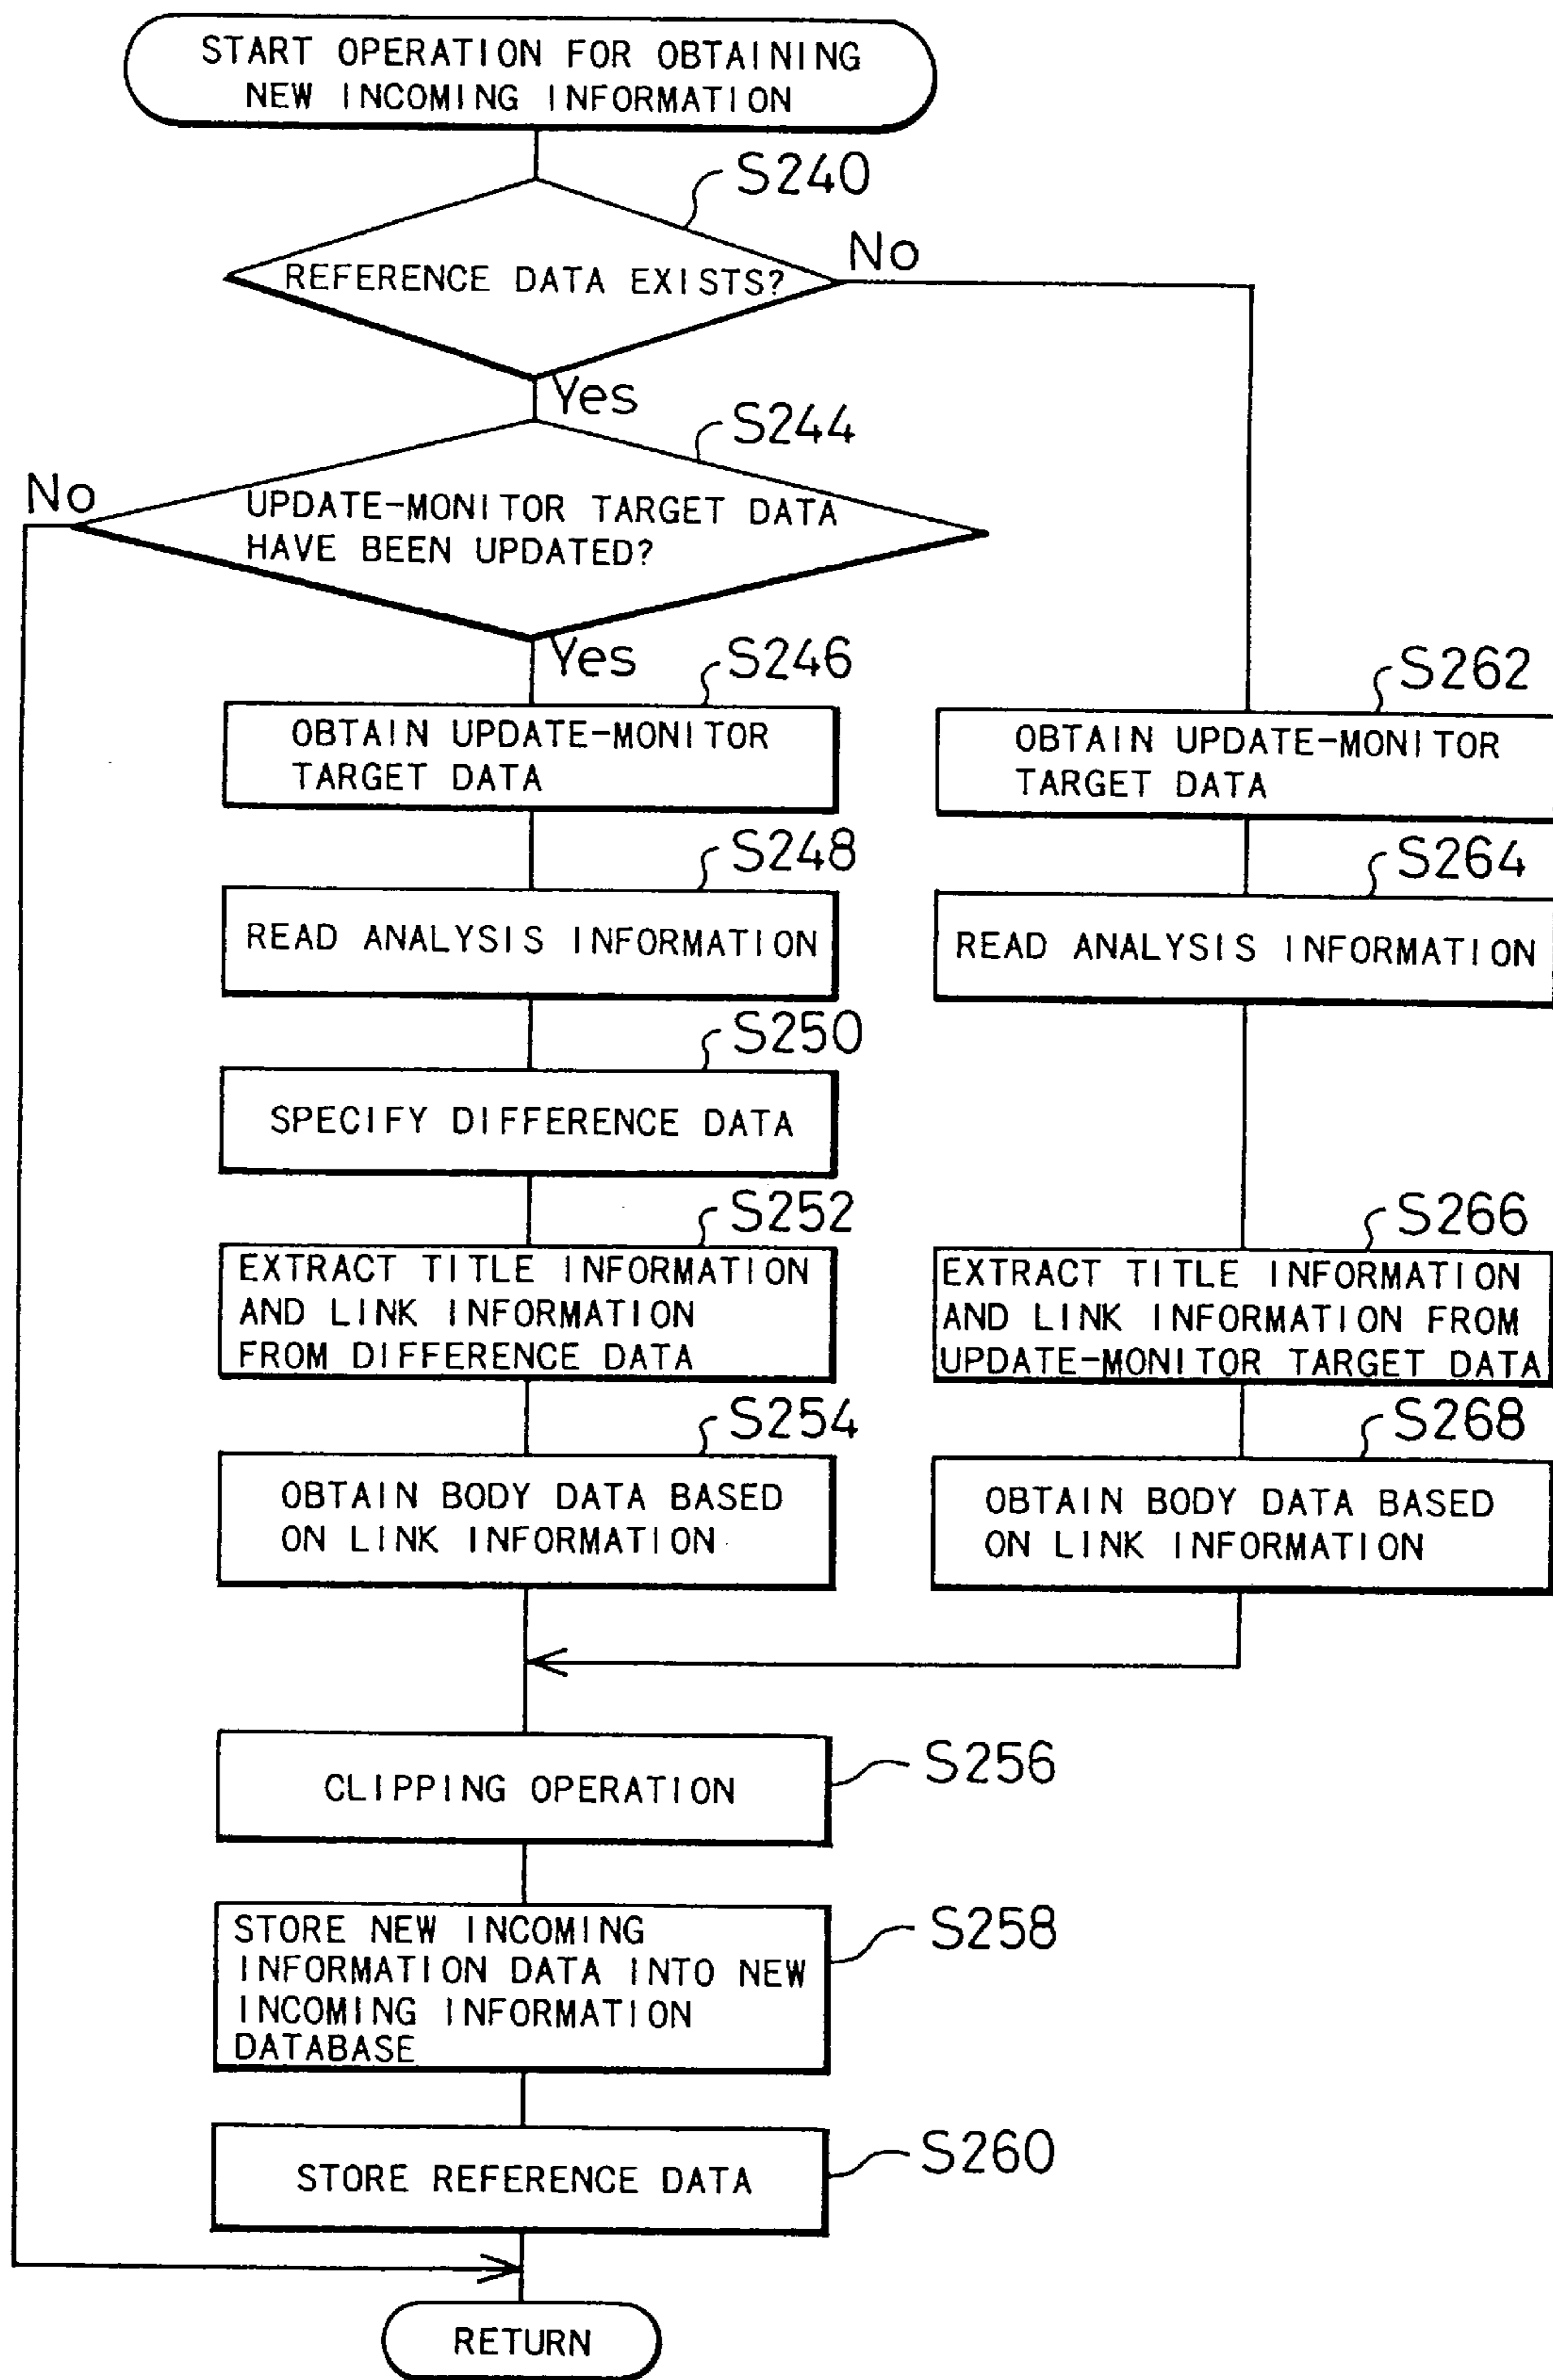 START OPERATION FOR OBTAINING
NEW INCOMING INFORMATION
S240
REFERENCE DATA EXISTS?
No
Yes
S244
No
UPDATE-MONITOR TARGET DATA
HAVE BEEN UPDATED?
Yes
S246
OBTAIN UPDATE-MONITOR
TARGET DATA
S248
READ ANALYSIS INFORMATION
S250
SPECIFY DIFFERENCE DATA
S252
EXTRACT TITLE INFORMATION
AND LINK INFORMATION
FROM DIFFERENCE DATA
S254
OBTAIN BODY DATA BASED
ON LINK INFORMATION
S262
OBTAIN UPDATE-MONITOR
TARGET DATA
S264
READ ANALYSIS INFORMATION
S266
EXTRACT TITLE INFORMATION
AND LINK INFORMATION FROM
UPDATE-MONITOR TARGET DATA
S268
OBTAIN BODY DATA BASED
ON LINK INFORMATION
CLIPPING OPERATION
S256
STORE NEW INCOMING
INFORMATION DATA INTO NEW
INCOMING INFORMATION
DATABASE
S258
STORE REFERENCE DATA
S260
RETURN